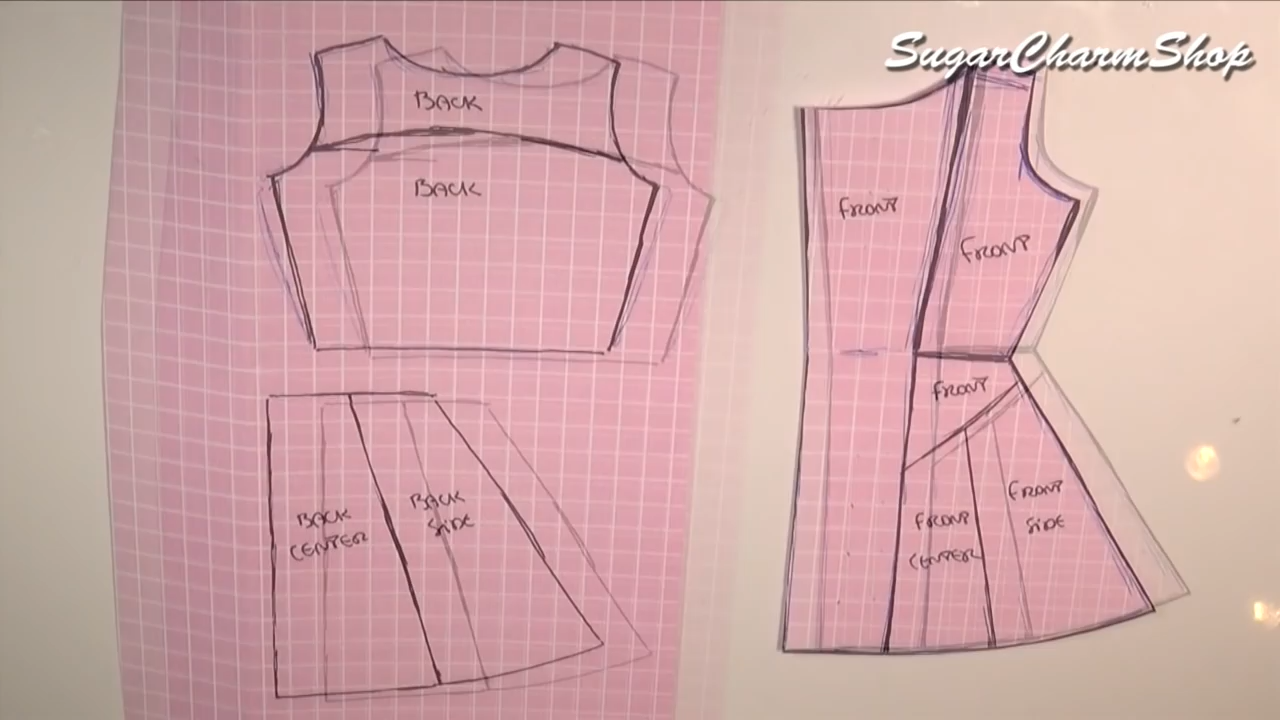 SugarCharmShop
BACK
BACK
FRONT
FRONT
FRONT
BACK
CENTER
BACK
SIDE
FRONT
CENTER
FRONT
SIDE